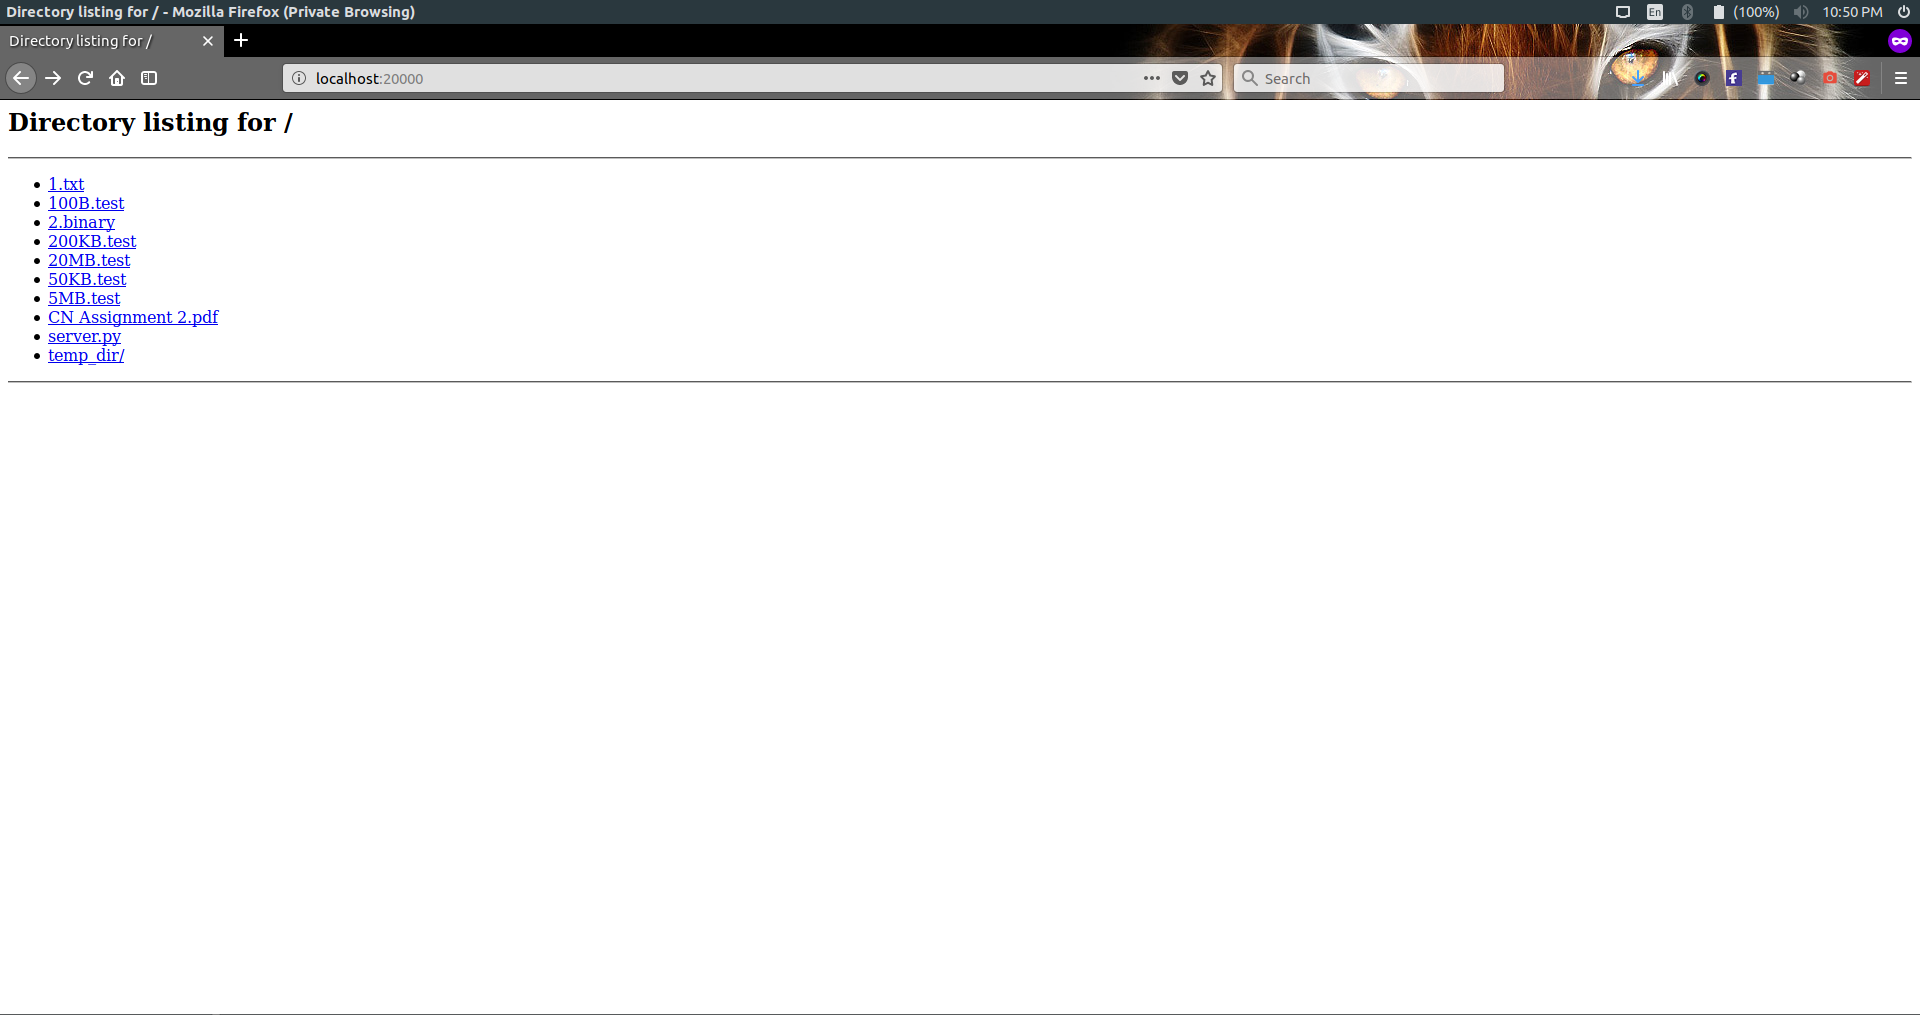 Directory listing for / - Mozilla Firefox (Private Browsing)
En
(100%)
10:50 PM
Directory listing for /
localhost:20000
Search
Directory listing for /
1.txt
100B.test
2.binary
200KB.test
20MB.test
50KB.test
5MB.test
CN Assignment 2.pdf
server.py
temp_dir/